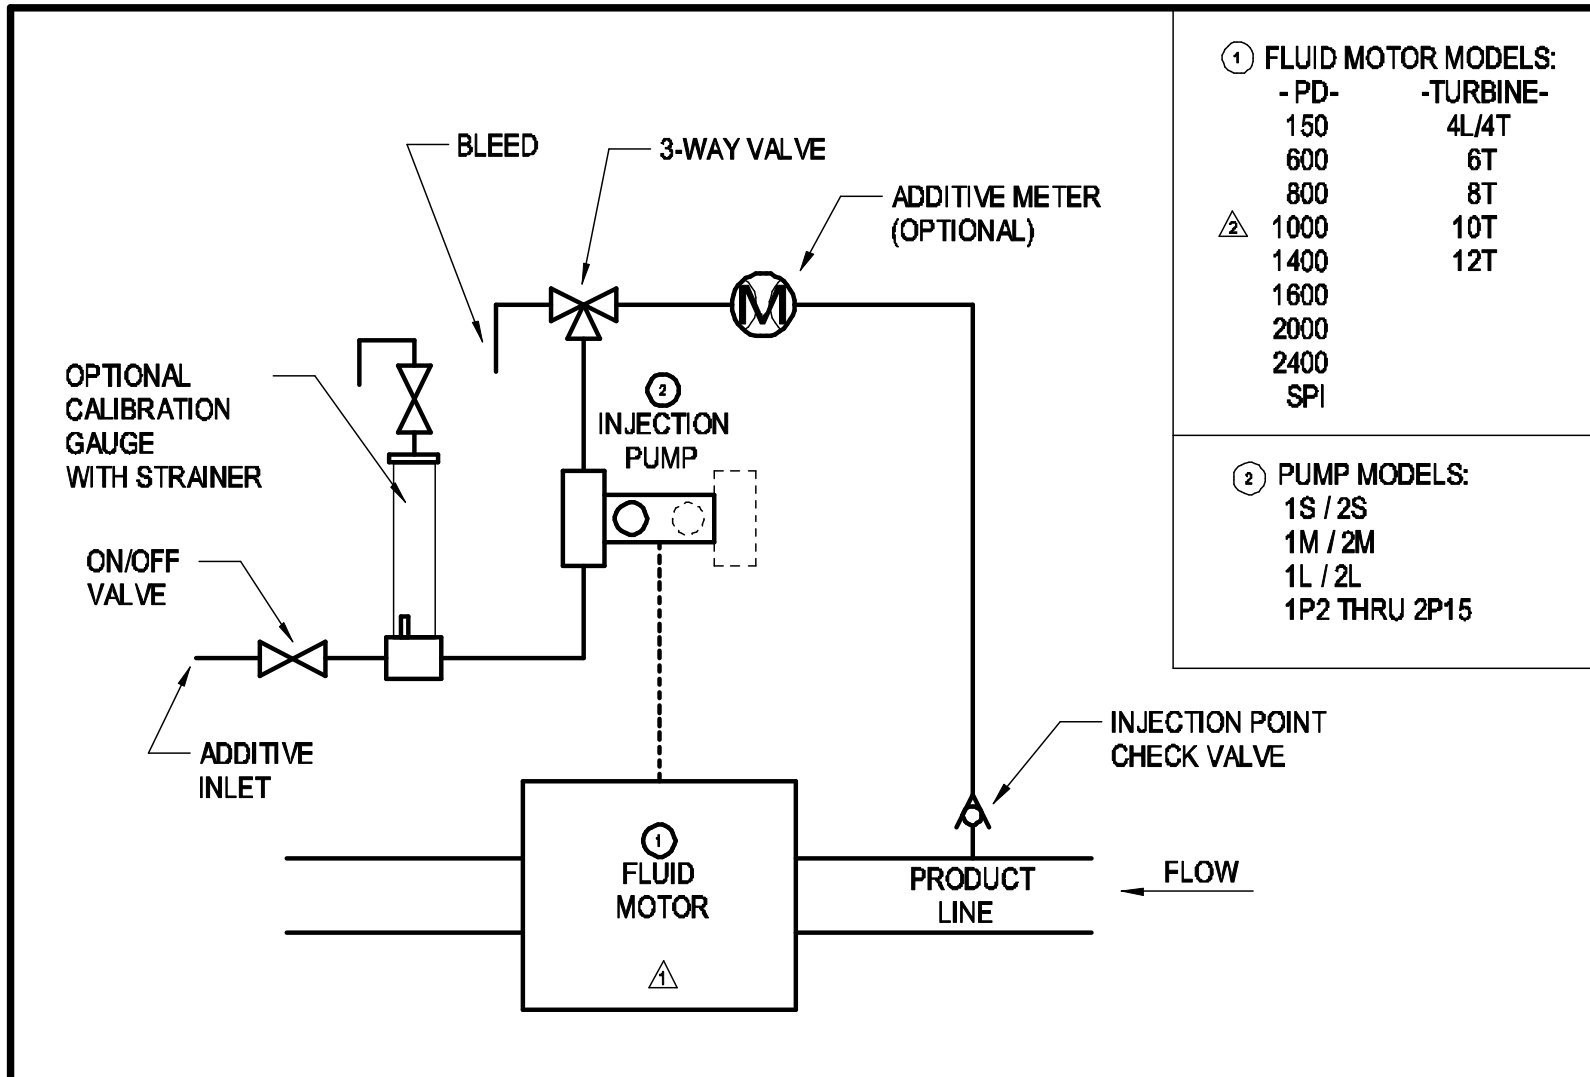 BLEED
3-WAY VALVE
ADDITIVE METER
(OPTIONAL)
M
OPTIONAL
CALIBRATION
GAUGE
WITH STRAINER
2
INJECTION
PUMP
ON/OFF
VALVE
ADDITIVE
INLET
INJECTION POINT
CHECK VALVE
1
FLUID
MOTOR
1
PRODUCT
LINE
FLOW
1 FLUID MOTOR MODELS:
- PD- -TURBINE-
150 4L/4T
600 6T
800 8T
2 1000 10T
1400 12T
1600
2000
2400
SPI
2 PUMP MODELS:
1S / 2S
1M / 2M
1L / 2L
1P2 THRU 2P15